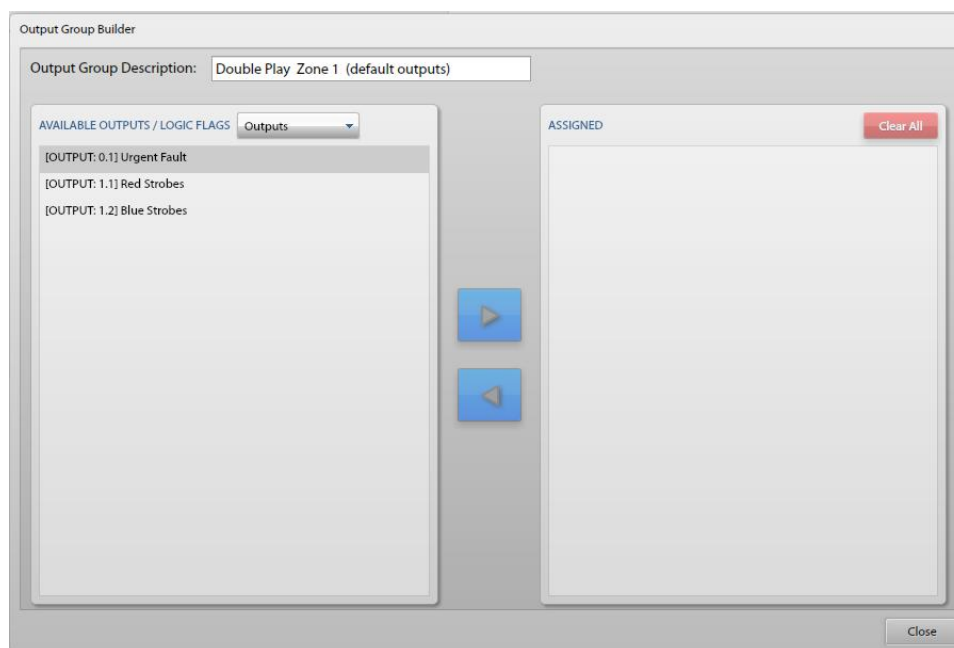 Output Group Builder
Output Group Description: Double Play Zone 1 (default outputs)
AVAILABLE OUTPUTS / LOGIC FLAGS Outputs
[OUTPUT: 0.1] Urgent Fault
[OUTPUT: 1.1] Red Strobes
[OUTPUT: 1.2] Blue Strobes
ASSIGNED Clear All
Close